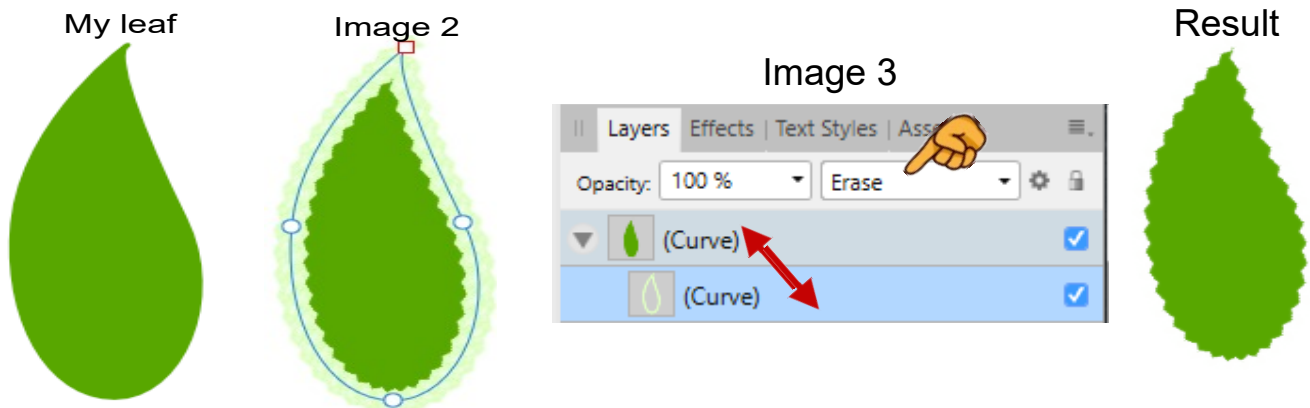 My leaf
Image 2
Image 3
Result
Layers Effects | Text Styles |
Opacity: 100 % Erase
(Curve)
(Curve)